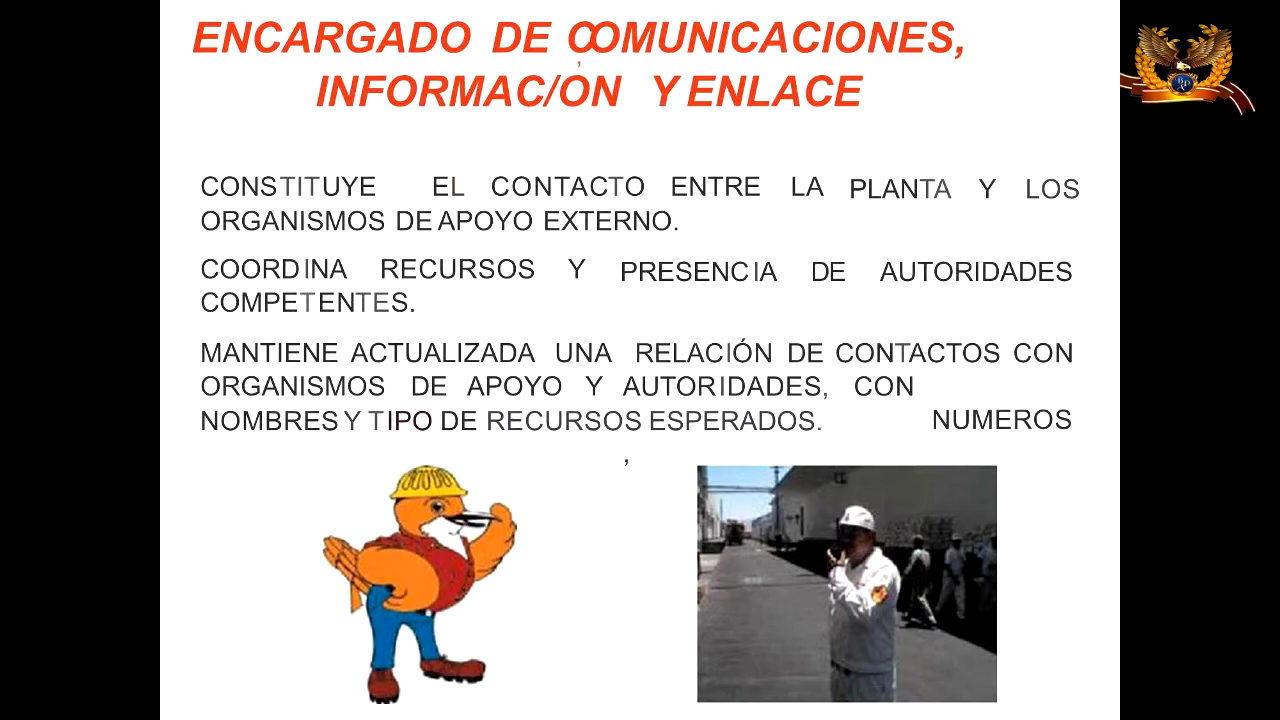 ENCARGADO DE COMUNICACIONES,
INFORMAC/ÓN Y ENLACE
CONSTITUYE EL CONTACTO ENTRE LA PLANTA Y LOS
ORGANISMOS DE APOYO EXTERNO.
COORDINA RECURSOS Y PRESENCIA DE AUTORIDADES
COMPETENTES.
MANTIENE ACTUALIZADA UNA RELACIÓN DE CONTACTOS CON
ORGANISMOS DE APOYO Y AUTORIDADES, CON
NOMBRES Y TIPO DE RECURSOS ESPERADOS. NUMEROS
,